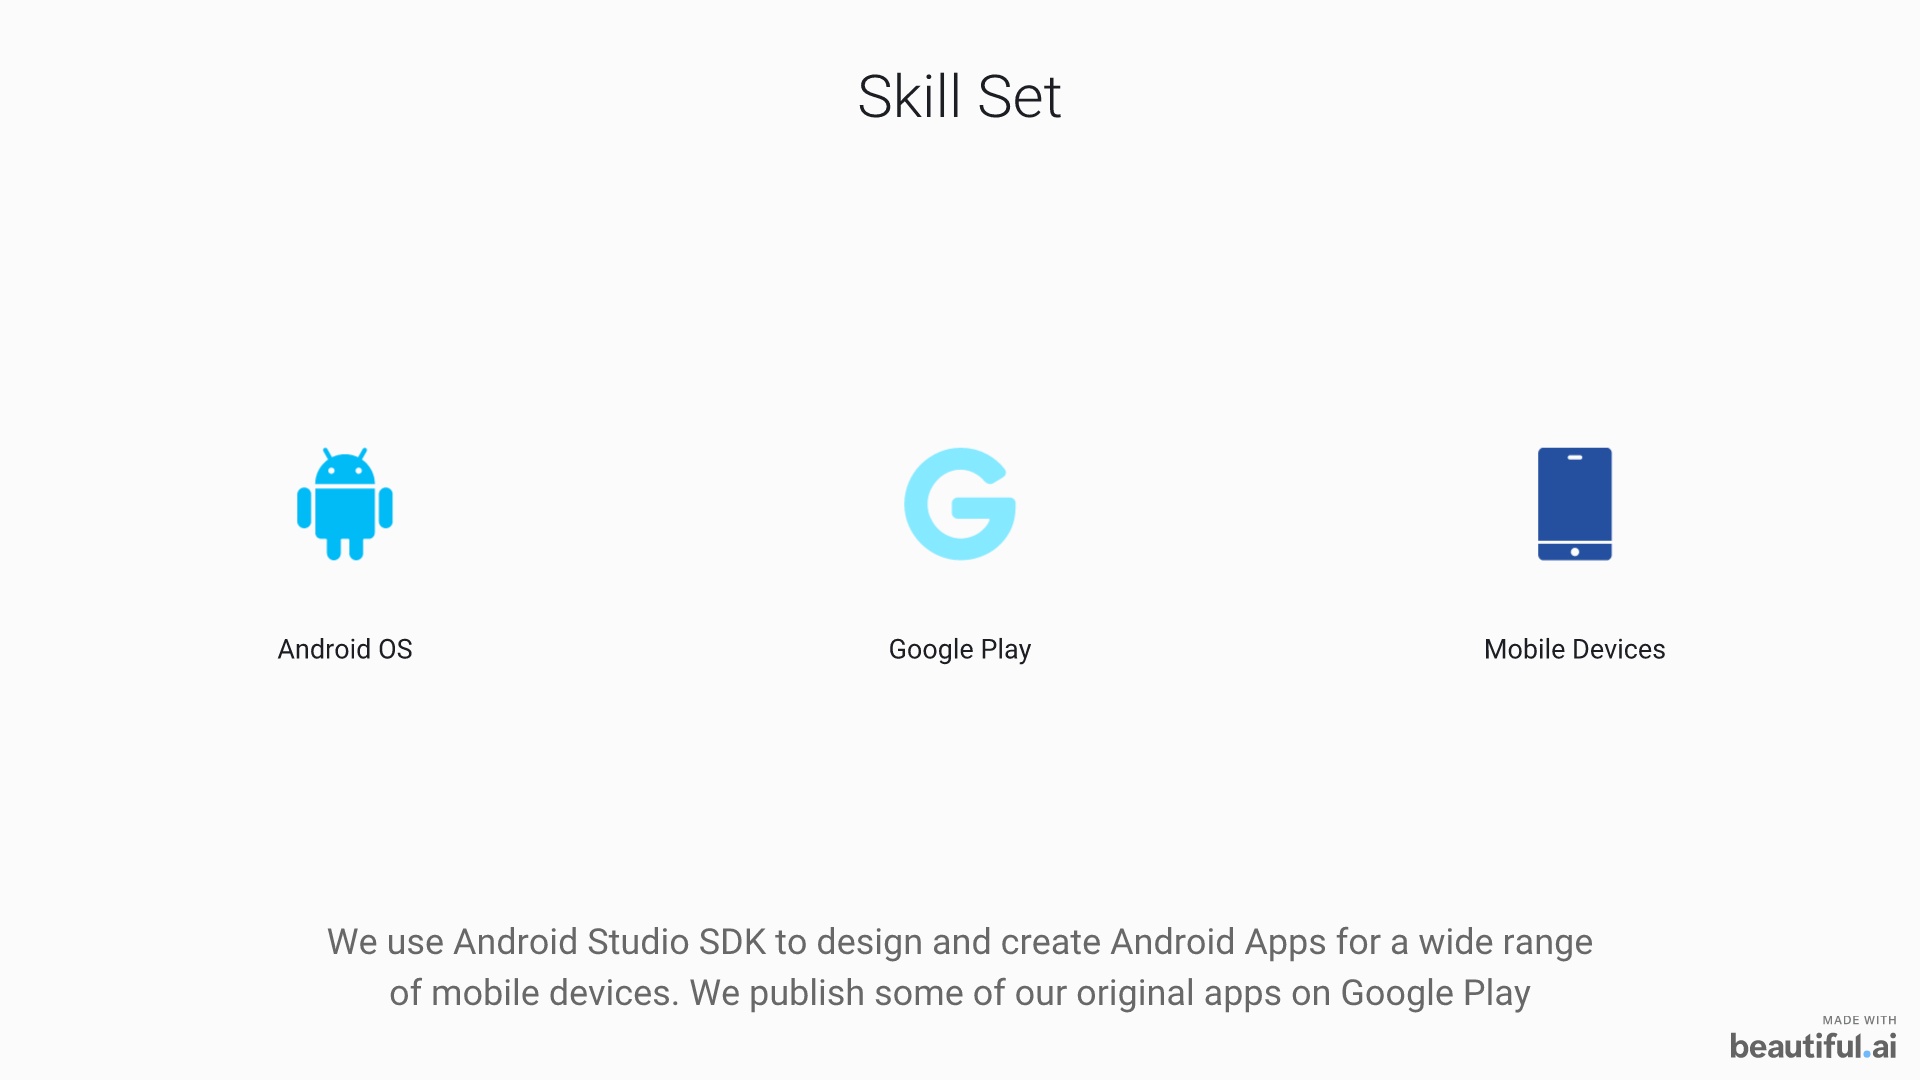 Skill Set
Android OS
Google Play
Mobile Devices
We use Android Studio SDK to design and create Android Apps for a wide range
of mobile devices. We publish some of our original apps on Google Play
MADE WITH
beautiful.ai